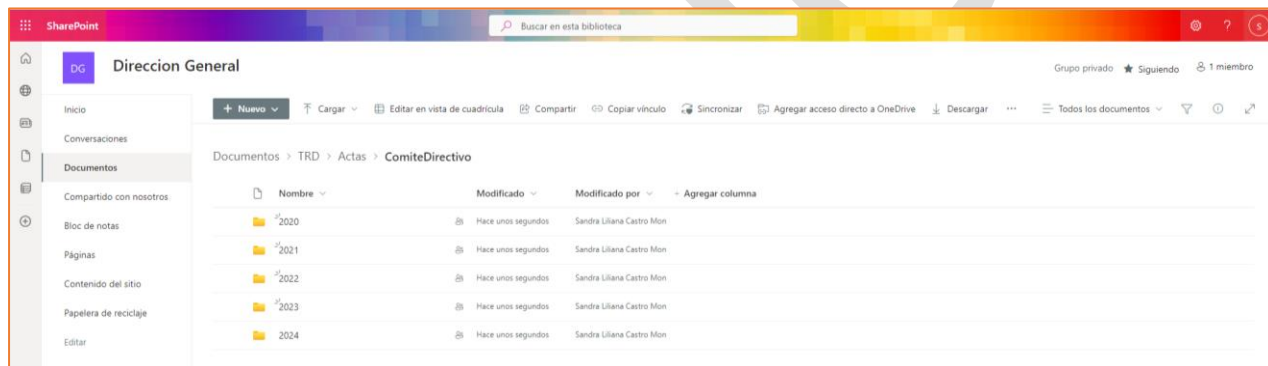 SharePoint
Buscar en esta biblioteca
?
S
DG
Direccion General
Grupo privado
Siguiendo
1 miembro
Inicio
Conversaciones
Documentos
Compartido con nosotros
Bloc de notas
Páginas
Contenido del sitio
Papelera de reciclaje
Editar
+ Nuevo
Cargar
Editar en vista de cuadrícula
Compartir
Copiar vínculo
Sincronizar
Agregar acceso directo a OneDrive
Descargar
...
Todos los documentos
Documentos > TRD > Actas > ComiteDirectivo
Nombre Modificado Modificado por + Agregar columna
2020 Hace unos segundos Sandra Liliana Castro Mon
2021 Hace unos segundos Sandra Liliana Castro Mon
2022 Hace unos segundos Sandra Liliana Castro Mon
2023 Hace unos segundos Sandra Liliana Castro Mon
2024 Hace unos segundos Sandra Liliana Castro Mon